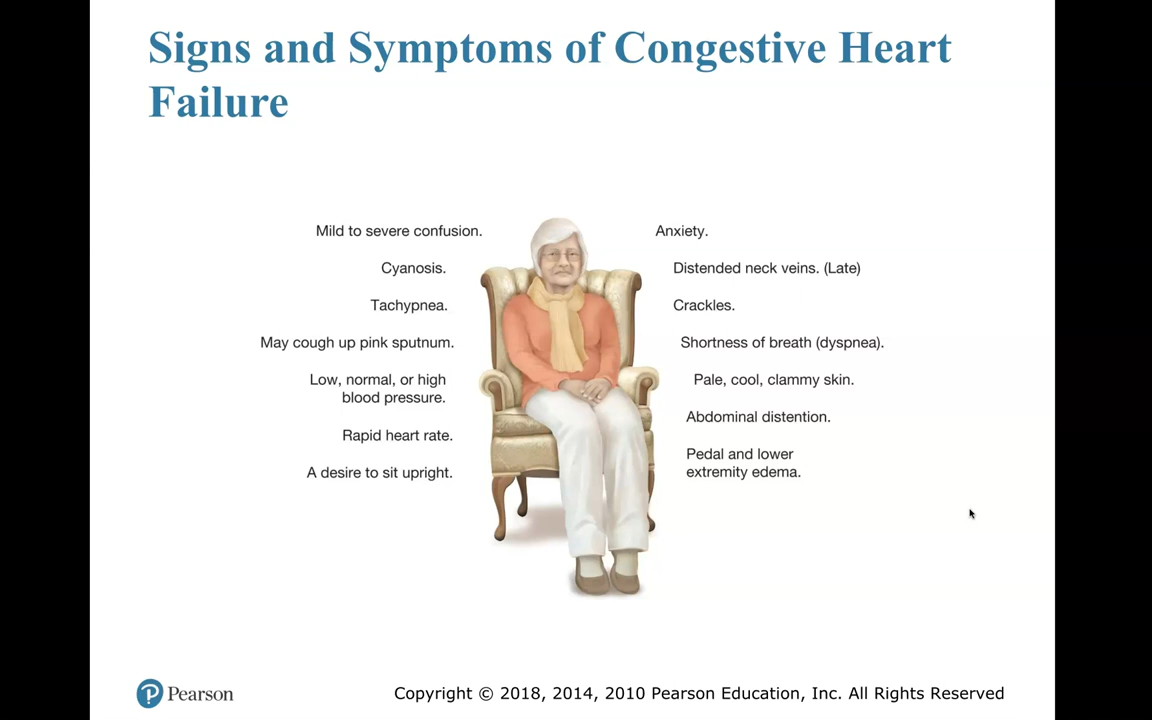 Signs and Symptoms of Congestive Heart
Failure
Mild to severe confusion.
Cyanosis.
Tachypnea.
May cough up pink sputnum.
Low, normal, or high
blood pressure.
Rapid heart rate.
A desire to sit upright.
Anxiety.
Distended neck veins. (Late)
Crackles.
Shortness of breath (dyspnea).
Pale, cool, clammy skin.
Abdominal distention.
Pedal and lower
extremity edema.
P Pearson
Copyright © 2018, 2014, 2010 Pearson Education, Inc. All Rights Reserved